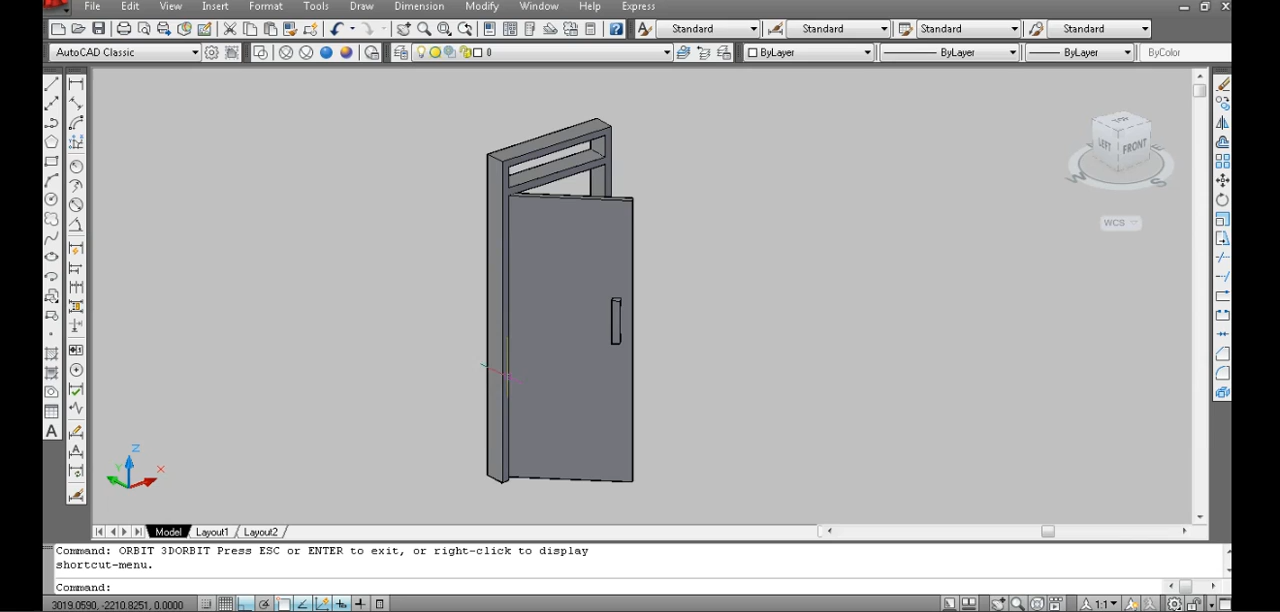 File Edit View Insert Format Tools Draw Dimension Modify Window Help Express
Standard Standard Standard Standard
AutoCAD Classic 0 ByLayer ByLayer ByLayer ByColor
TOP
LEFT FRONT
W S
WCS
Z
Y X
A
Model Layout1 Layout2
Command: ORBIT 3DORBIT Press ESC or ENTER to exit, or right-click to display
shortcut-menu.
Command:
3019.0590, -2210.8251, 0.0000 1:1